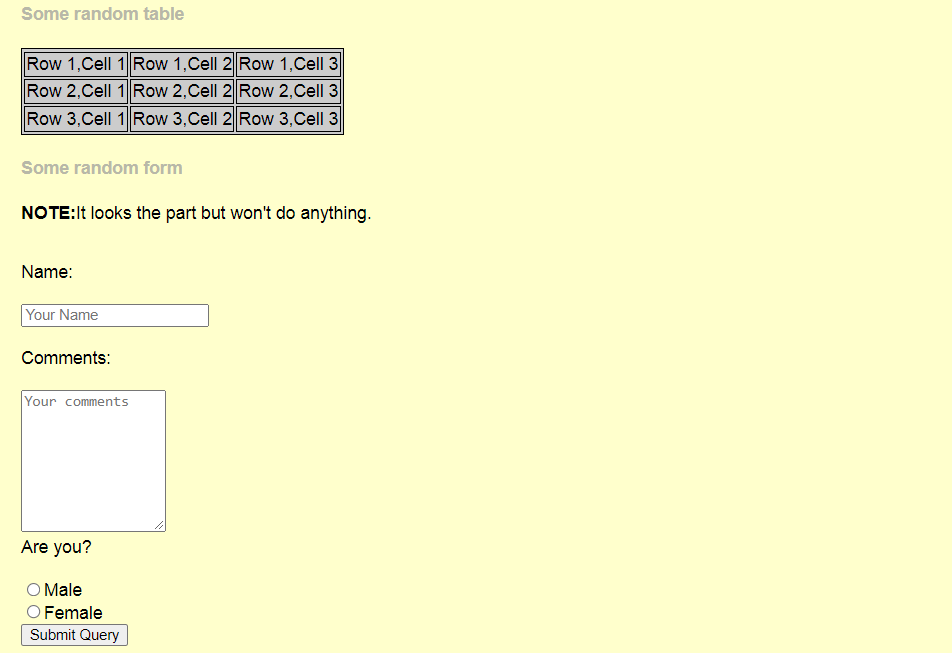 Some random table
Row 1,Cell 1 Row 1,Cell 2 Row 1,Cell 3
Row 2,Cell 1 Row 2,Cell 2 Row 2,Cell 3
Row 3,Cell 1 Row 3,Cell 2 Row 3,Cell 3
Some random form
NOTE:It looks the part but won't do anything.
Name:
Your Name
Comments:
Your comments
Are you?
Male
Female
Submit Query